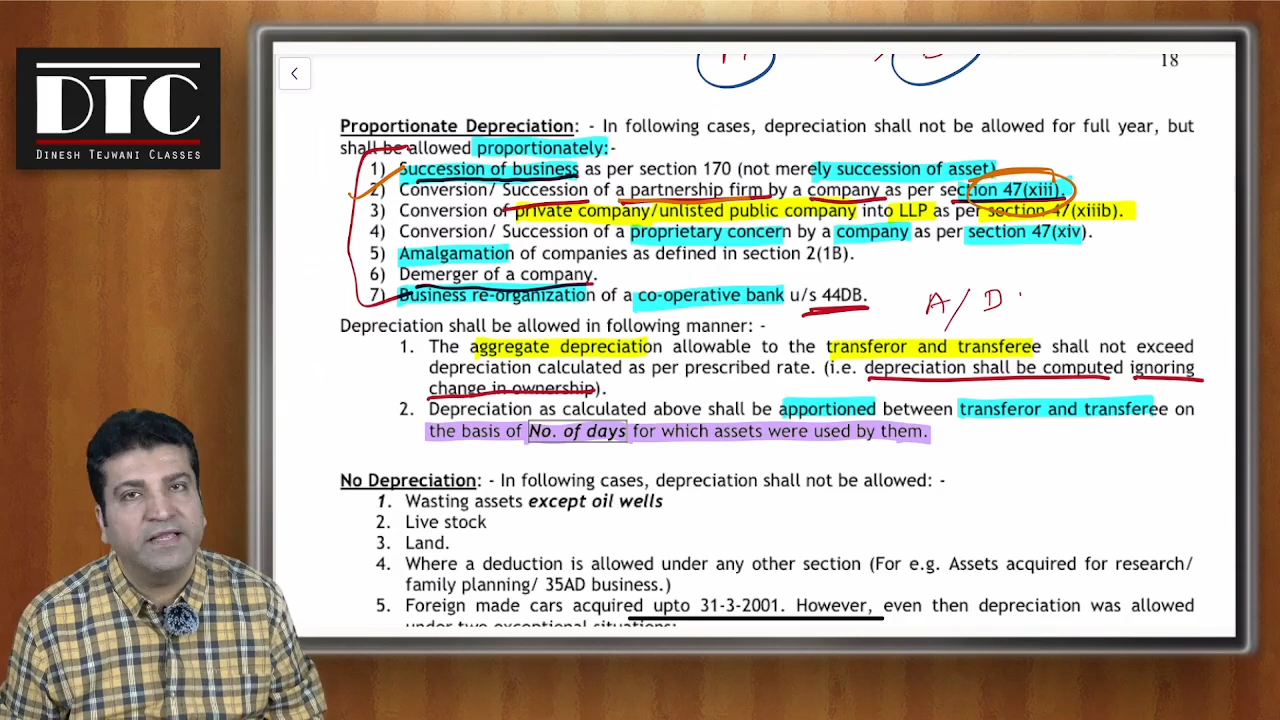 DTC
DINESH TEJWANI CLASSES
18
Proportionate Depreciation: - In following cases, depreciation shall not be allowed for full year, but
shall be allowed proportionately:-
1) Succession of business as per section 170 (not merely succession of asset)
2) Conversion/ Succession of a partnership firm by a company as per section 47(xiii).
3) Conversion of private company/unlisted public company into LLP as per section 47(xiiib).
4) Conversion/ Succession of a proprietary concern by a company as per section 47(xiv).
5) Amalgamation of companies as defined in section 2(1B).
6) Demerger of a company.
7) Business re-organization of a co-operative bank u/s 44DB.
A/D
Depreciation shall be allowed in following manner: -
1. The aggregate depreciation allowable to the transferor and transferee shall not exceed
depreciation calculated as per prescribed rate. (i.e. depreciation shall be computed ignoring
change in ownership).
2. Depreciation as calculated above shall be apportioned between transferor and transferee on
the basis of No. of days for which assets were used by them.
No Depreciation: - In following cases, depreciation shall not be allowed: -
1. Wasting assets except oil wells
2. Live stock
3. Land.
4. Where a deduction is allowed under any other section (For e.g. Assets acquired for research/
family planning/ 35AD business.)
5. Foreign made cars acquired upto 31-3-2001. However, even then depreciation was allowed
under two exceptional situations: